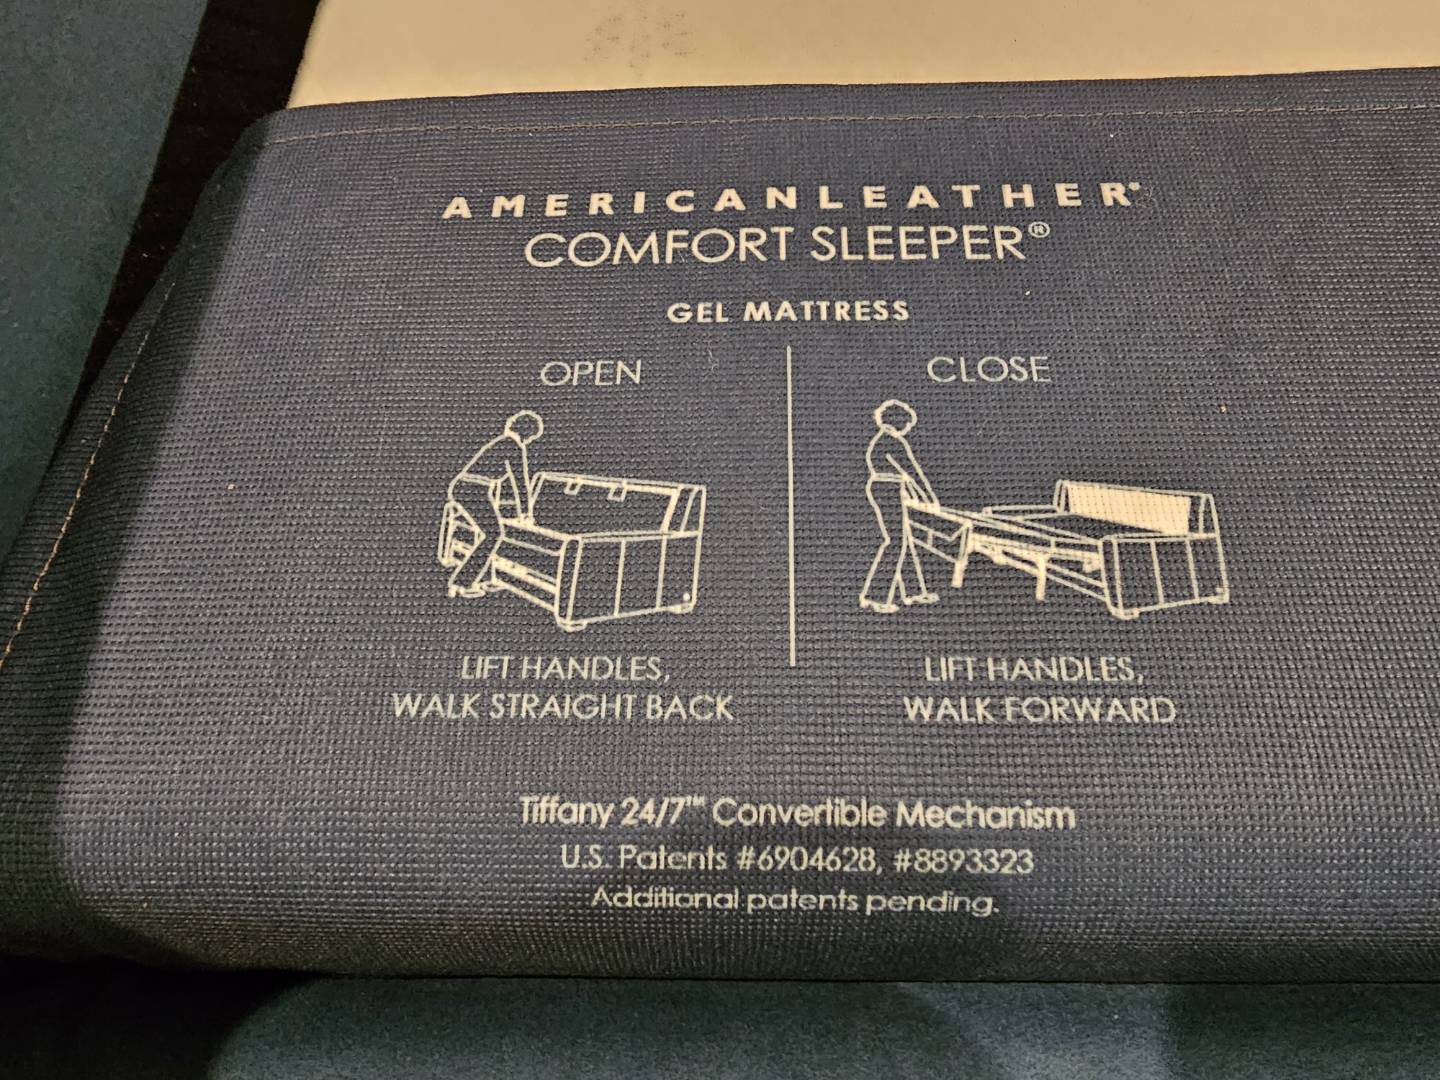 AMERICANLEATHER®
COMFORT SLEEPER®
GEL MATTRESS
OPEN
CLOSE
LIFT HANDLES,
WALK STRAIGHT BACK
LIFT HANDLES,
WALK FORWARD
Tiffany 24/7™ Convertible Mechanism
U.S. Patents #6904628, #8893323
Additional patents pending.